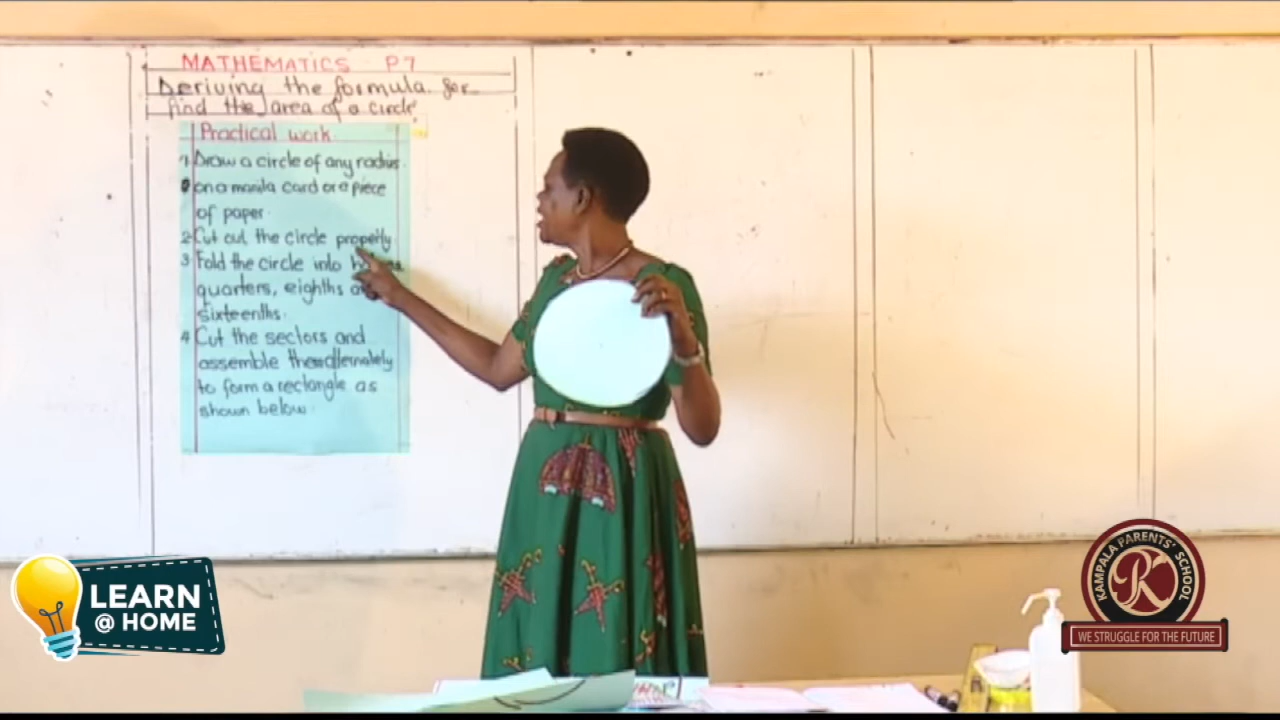 MATHEMATICS P7
Deriving the formula for
find the area of a circle
Practical work
1 Draw a circle of any radius
on a manila card or a piece
of paper.
2 Cut out the circle properly
3 Fold the circle into
quarters, eighths
sixteenths.
4 Cut the sectors and
assemble them alternately
to form a rectangle as
shown below.
LEARN
@ HOME
KAMPALA PARENTS' SCHOOL
WE STRUGGLE FOR THE FUTURE